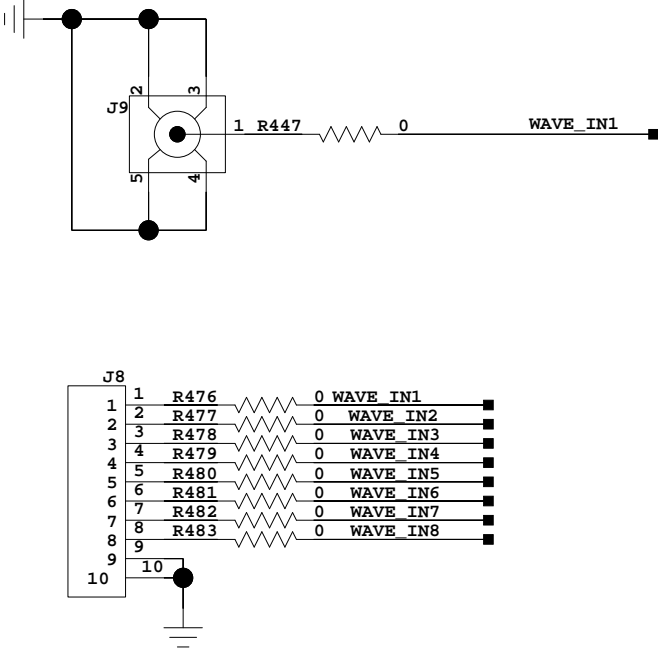 2 3
J9
1 R447 0 WAVE_IN1
5 4
J8
1 1 R476 0 WAVE_IN1
2 2 R477 0 WAVE_IN2
3 3 R478 0 WAVE_IN3
4 4 R479 0 WAVE_IN4
5 5 R480 0 WAVE_IN5
6 6 R481 0 WAVE_IN6
7 7 R482 0 WAVE_IN7
8 8 R483 0 WAVE_IN8
9 9
10 10